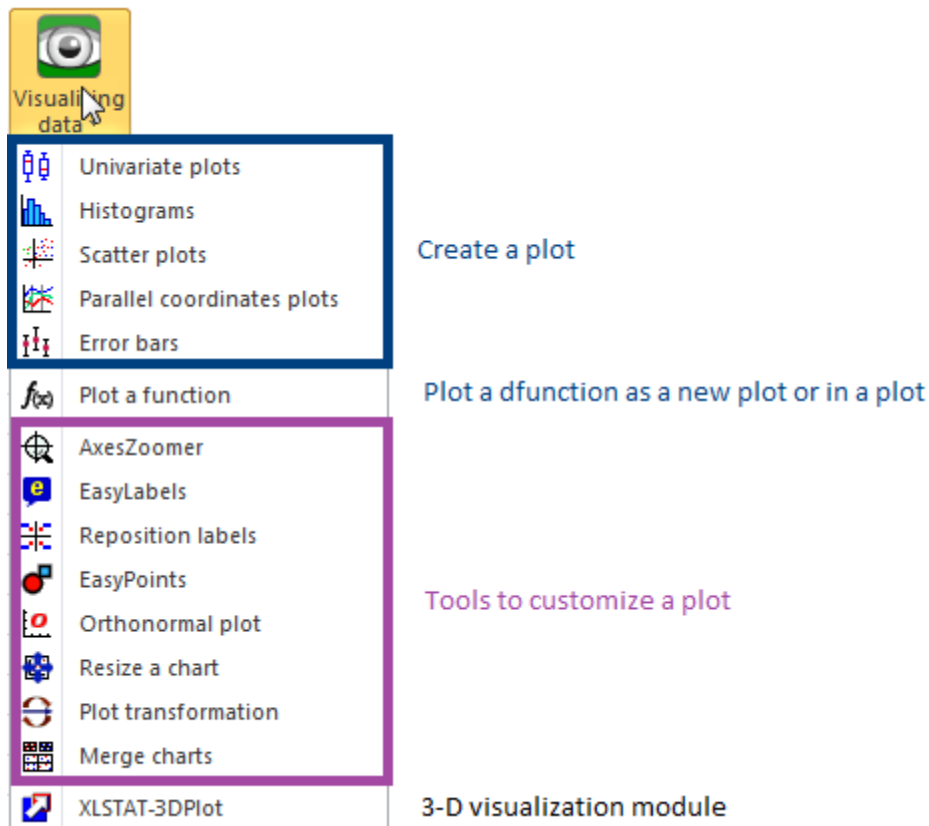 Visualizing
data
Univariate plots
Histograms
Scatter plots
Create a plot
Parallel coordinates plots
Error bars
f(x) Plot a function
Plot a dfunction as a new plot or in a plot
AxesZoomer
e EasyLabels
Reposition labels
EasyPoints
Tools to customize a plot
Orthonormal plot
Resize a chart
Plot transformation
Merge charts
XLSTAT-3DPlot
3-D visualization module